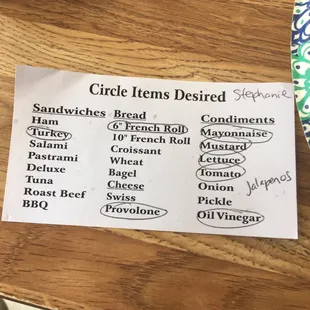 Circle Items Desired Stephanie
Sandwiches
Ham
Turkey
Salami
Pastrami
Deluxe
Tuna
Roast Beef
BBQ
Bread
6" French Roll
10" French Roll
Croissant
Wheat
Bagel
Cheese
Swiss
Provolone
Condiments
Mayonnaise
Mustard
Lettuce
Tomato
Onion
Jalapenos
Pickle
Oil Vinegar